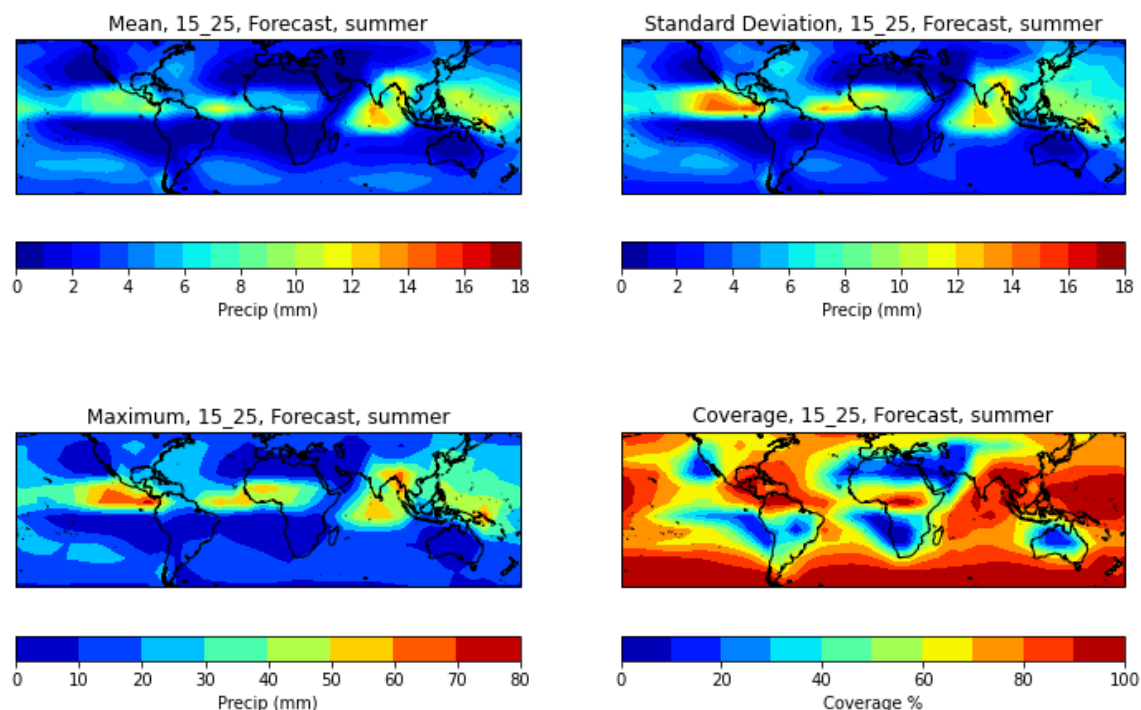 Mean, 15_25, Forecast, summer
Standard Deviation, 15_25, Forecast, summer
0 2 4 6 8 10 12 14 16 18
Precip (mm)
0 2 4 6 8 10 12 14 16 18
Precip (mm)
Maximum, 15_25, Forecast, summer
Coverage, 15_25, Forecast, summer
0 10 20 30 40 50 60 70 80
Precip (mm)
0 20 40 60 80 100
Coverage %